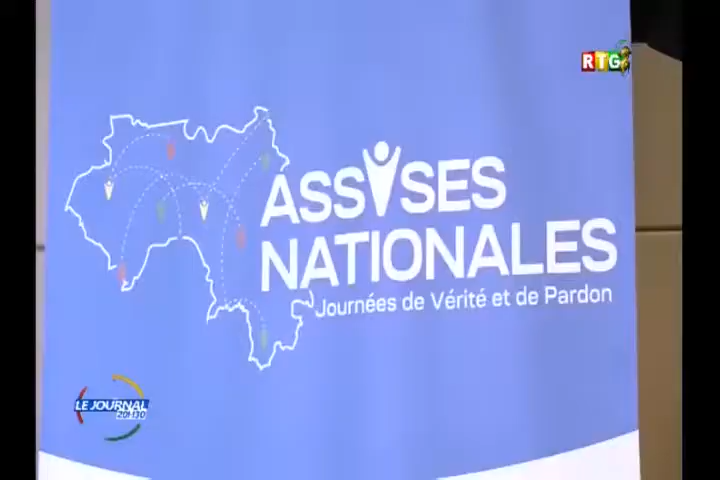 RTG
ASSISES
NATIONALES
Journées de Vérité et de Pardon
LE JOURNAL
20H30